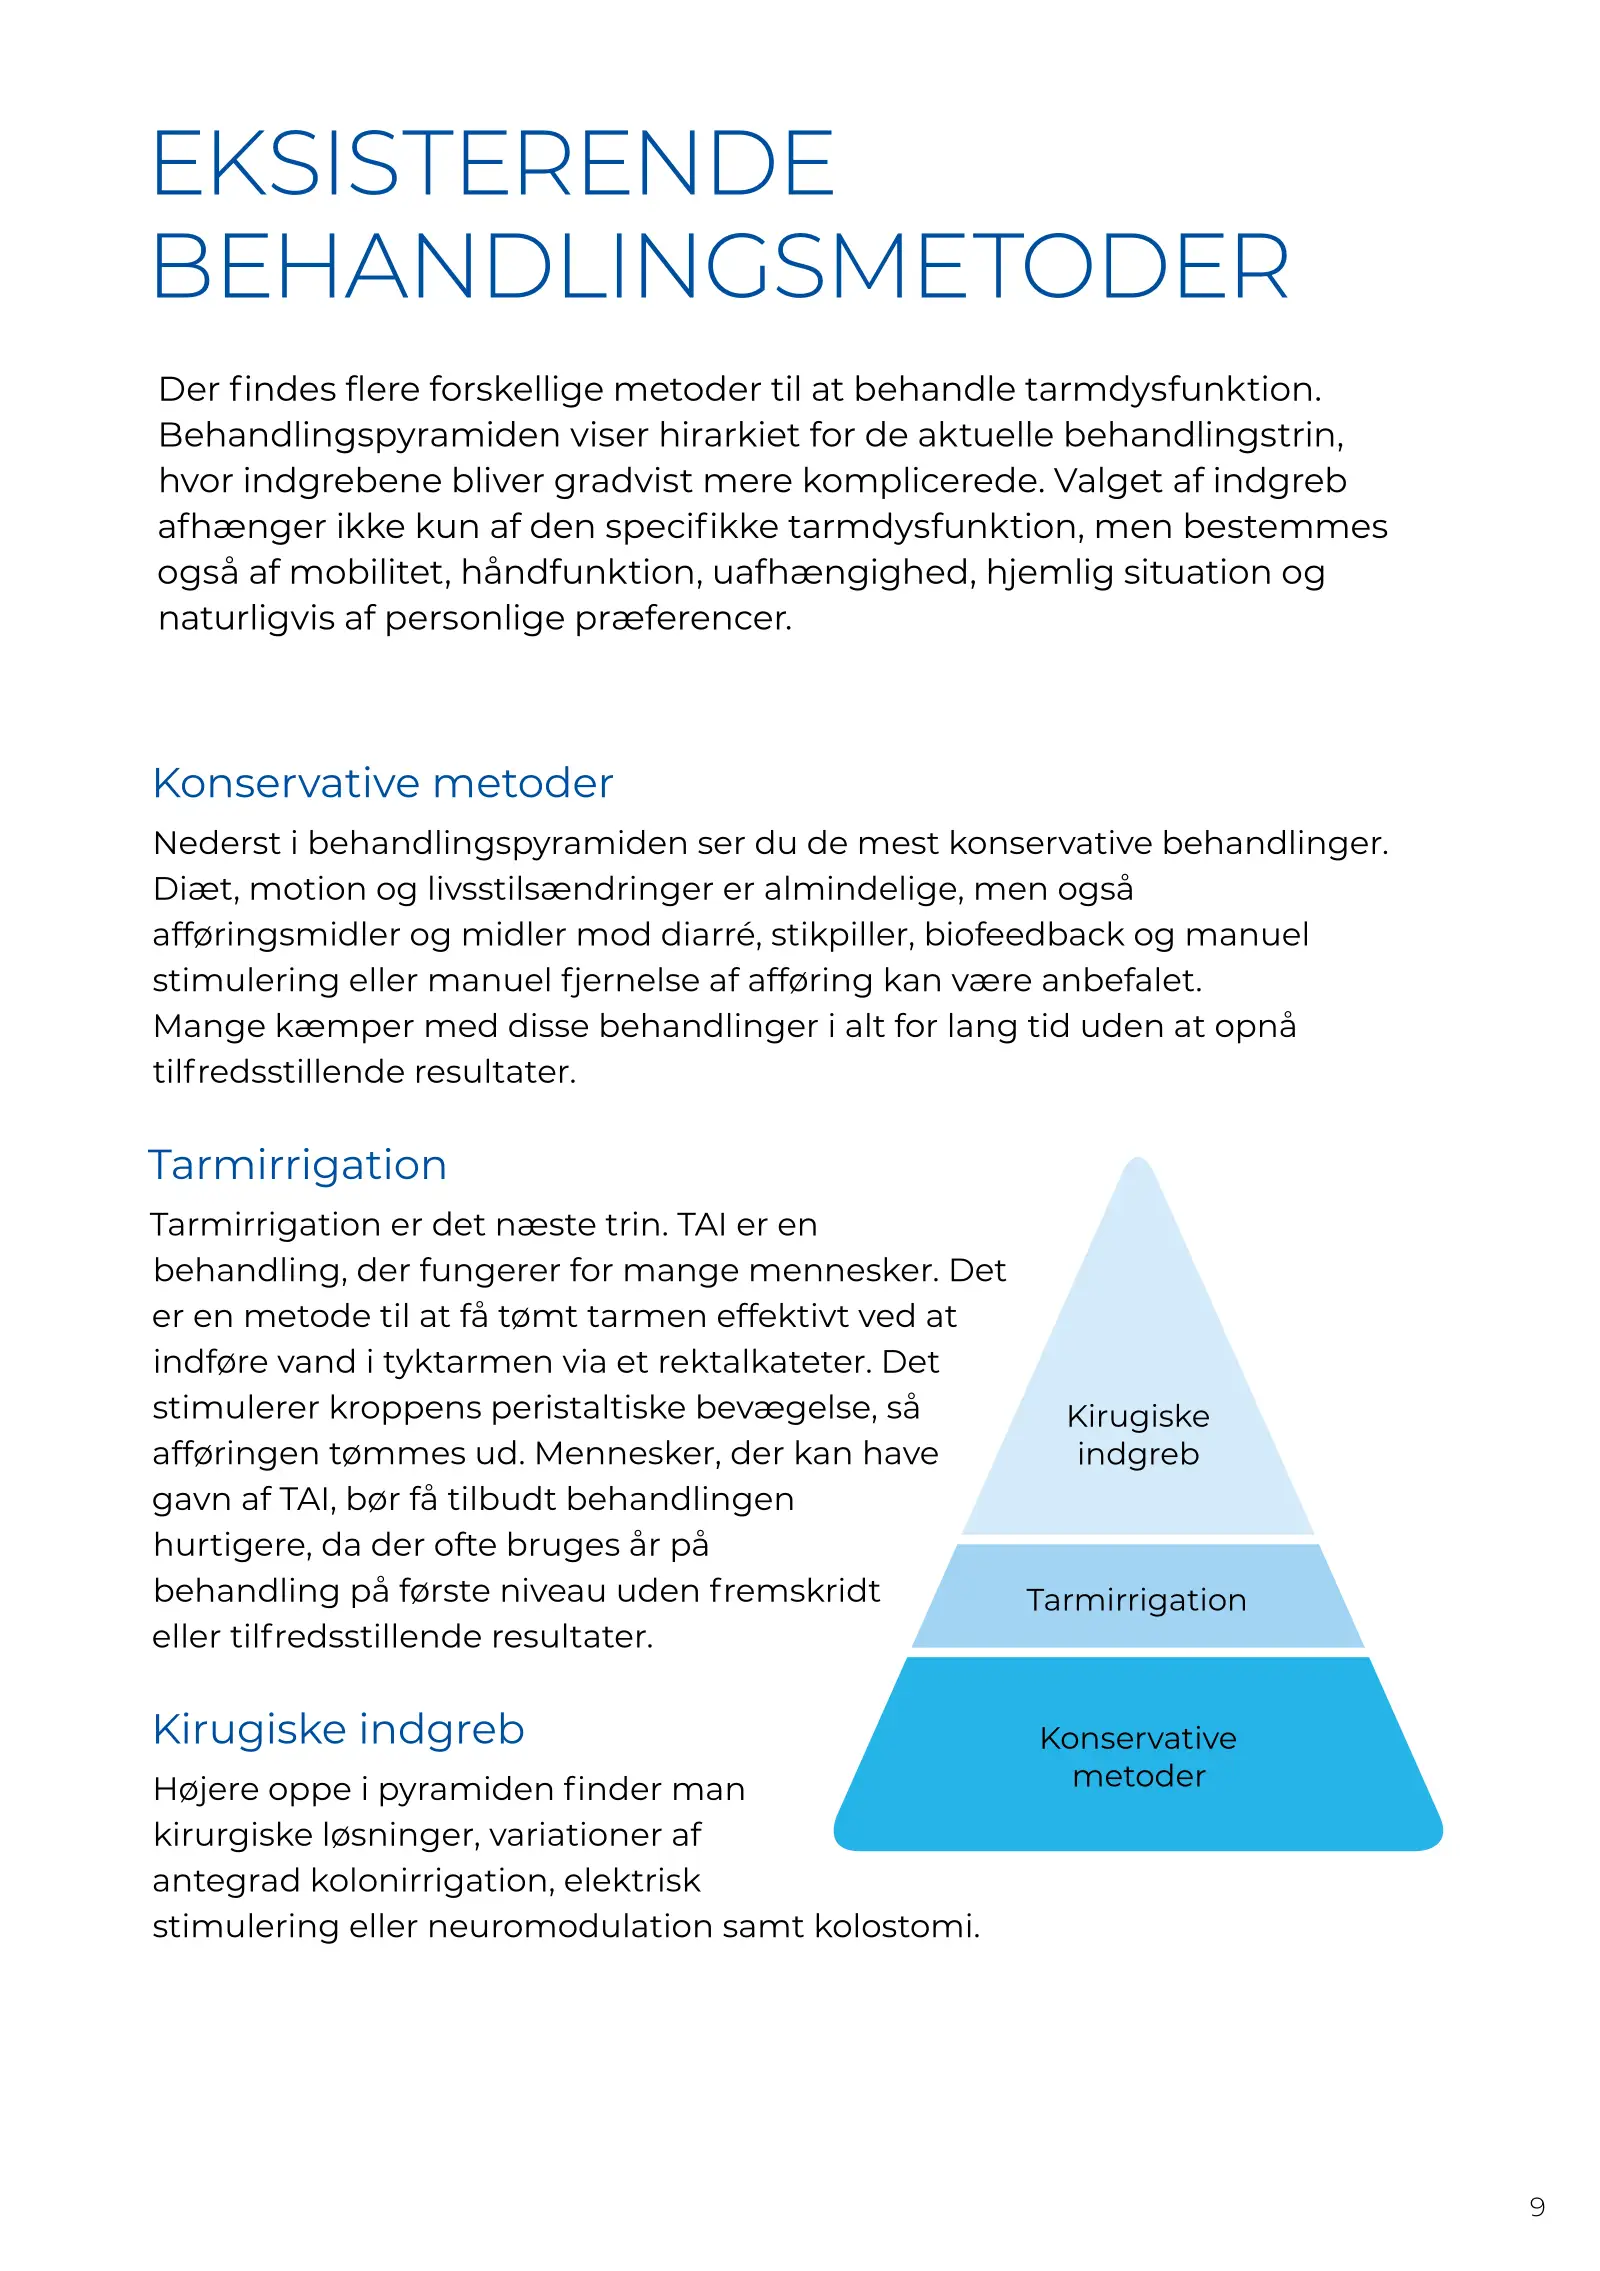 EKSISTERENDE
BEHANDLINGSMETODER
Der findes flere forskellige metoder til at behandle tarmdysfunktion.
Behandlingspyramiden viser hirarkiet for de aktuelle behandlingstrin,
hvor indgrebene bliver gradvist mere komplicerede. Valget af indgreb
afhænger ikke kun af den specifikke tarmdysfunktion, men bestemmes
også af mobilitet, håndfunktion, uafhængighed, hjemlig situation og
naturligvis af personlige præferencer.
Konservative metoder
Nederst i behandlingspyramiden ser du de mest konservative behandlinger.
Diæt, motion og livsstilsændringer er almindelige, men også
afføringsmidler og midler mod diarré, stikpiller, biofeedback og manuel
stimulering eller manuel fjernelse af afføring kan være anbefalet.
Mange kæmper med disse behandlinger i alt for lang tid uden at opnå
tilfredsstillende resultater.
Tarmirrigation
Tarmirrigation er det næste trin. TAI er en
behandling, der fungerer for mange mennesker. Det
er en metode til at få tømt tarmen effektivt ved at
indføre vand i tyktarmen via et rektalkateter. Det
stimulerer kroppens peristaltiske bevægelse, så
afføringen tømmes ud. Mennesker, der kan have
gavn af TAI, bør få tilbudt behandlingen
hurtigere, da der ofte bruges år på
behandling på første niveau uden fremskridt
eller tilfredsstillende resultater.
Kirugiske indgreb
Højere oppe i pyramiden finder man
kirurgiske løsninger, variationer af
antegrad kolonirrigation, elektrisk
stimulering eller neuromodulation samt kolostomi.
Kirugiske
indgreb
Tarmirrigation
Konservative
metoder
9